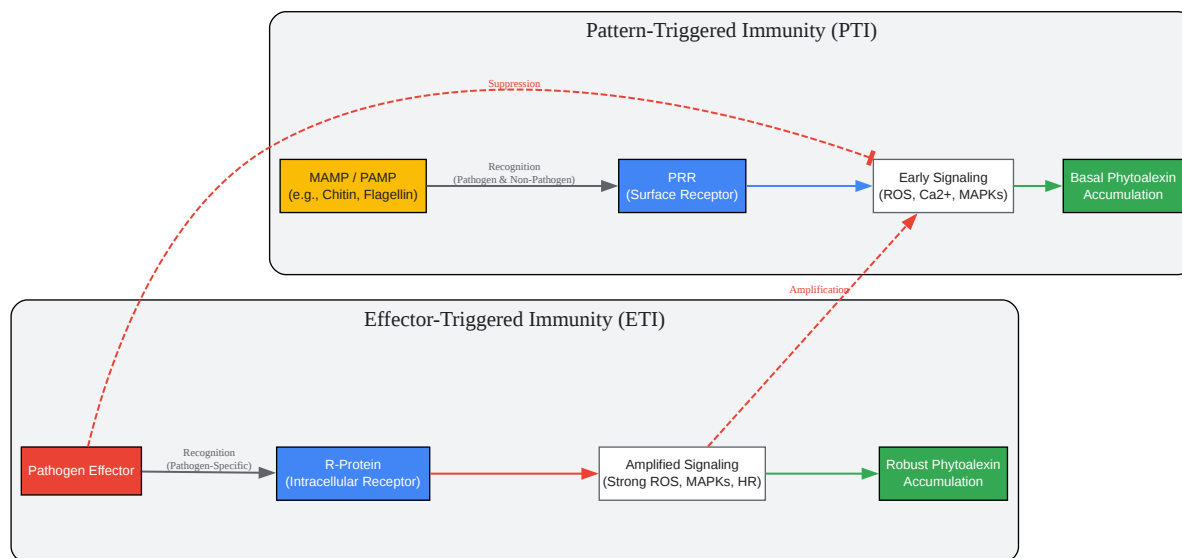 Pattern-Triggered Immunity (PTI)
Suppression
MAMP / PAMP
(e.g., Chitin, Flagellin)
Recognition
(Pathogen & Non-Pathogen)
PRR
(Surface Receptor)
Early Signaling
(ROS, Ca2+, MAPKs)
Basal Phytoalexin
Accumulation
Amplification
Effector-Triggered Immunity (ETI)
Pathogen Effector
Recognition
(Pathogen-Specific)
R-Protein
(Intracellular Receptor)
Amplified Signaling
(Strong ROS, MAPKs, HR)
Robust Phytoalexin
Accumulation